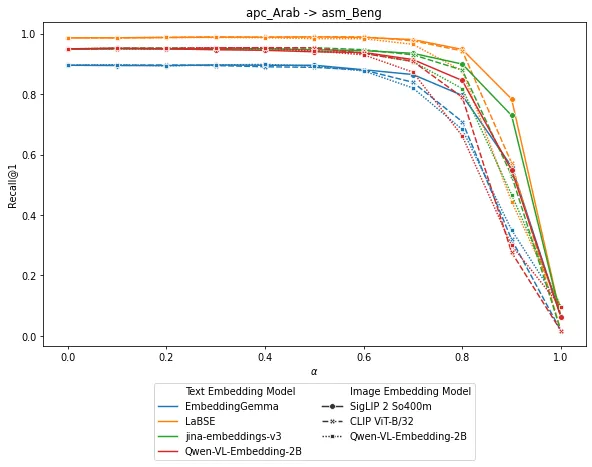 apc_Arab -> asm_Beng
Recall@1
1.0
0.8
0.6
0.4
0.2
0.0
0.0 0.2 0.4 0.6 0.8 1.0
α
Text Embedding Model
EmbeddingGemma
LaBSE
jina-embeddings-v3
Qwen-VL-Embedding-2B
Image Embedding Model
SigLIP 2 So400m
CLIP ViT-B/32
Qwen-VL-Embedding-2B